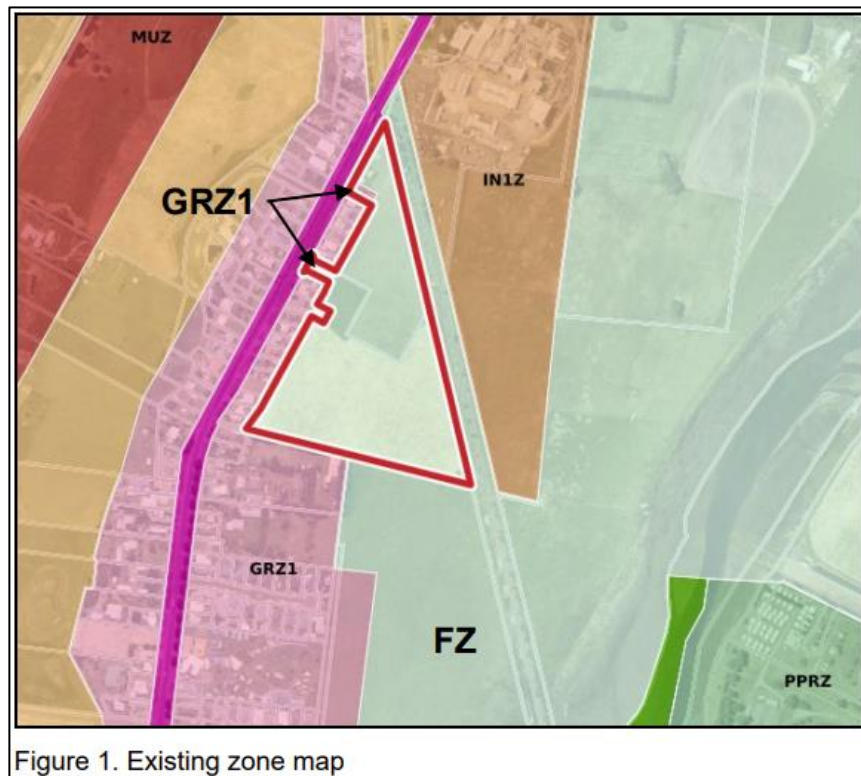 MUZ
GRZ1
IN1Z
GRZ1
FZ
PPRZ
Figure 1. Existing zone map